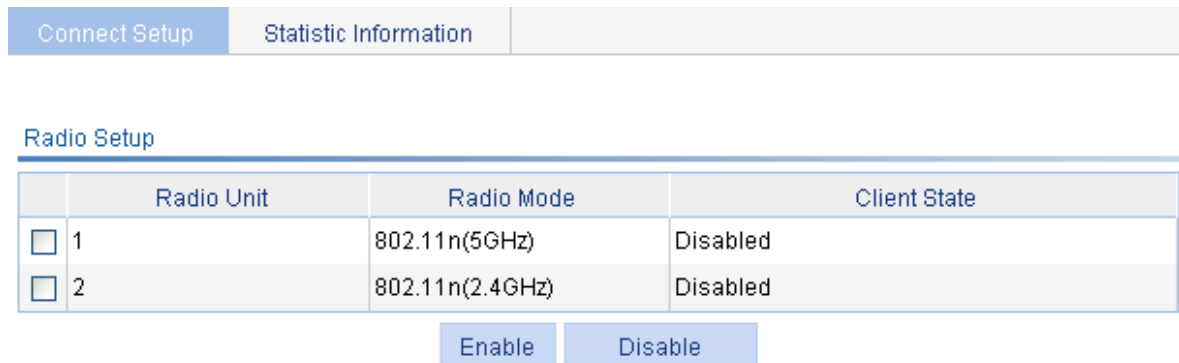 Connect Setup Statistic Information
Radio Setup
Radio Unit Radio Mode Client State
1 802.11n(5GHz) Disabled
2 802.11n(2.4GHz) Disabled
Enable Disable